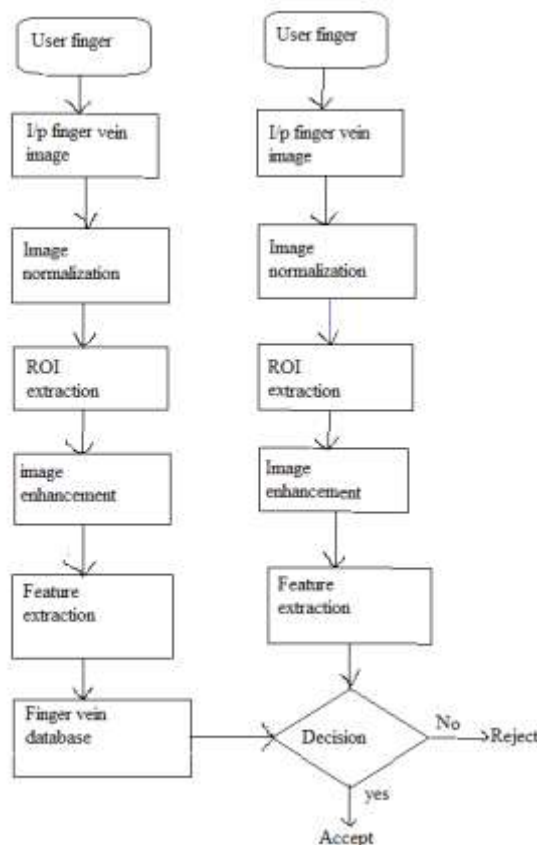 User finger
I/p finger vein
image
Image
normalization
ROI
extraction
image
enhancement
Feature
extraction
Finger vein
database
User finger
I/p finger vein
image
Image
normalization
ROI
extraction
Image
enhancement
Feature
extraction
Decision
No
Reject
yes
Accept